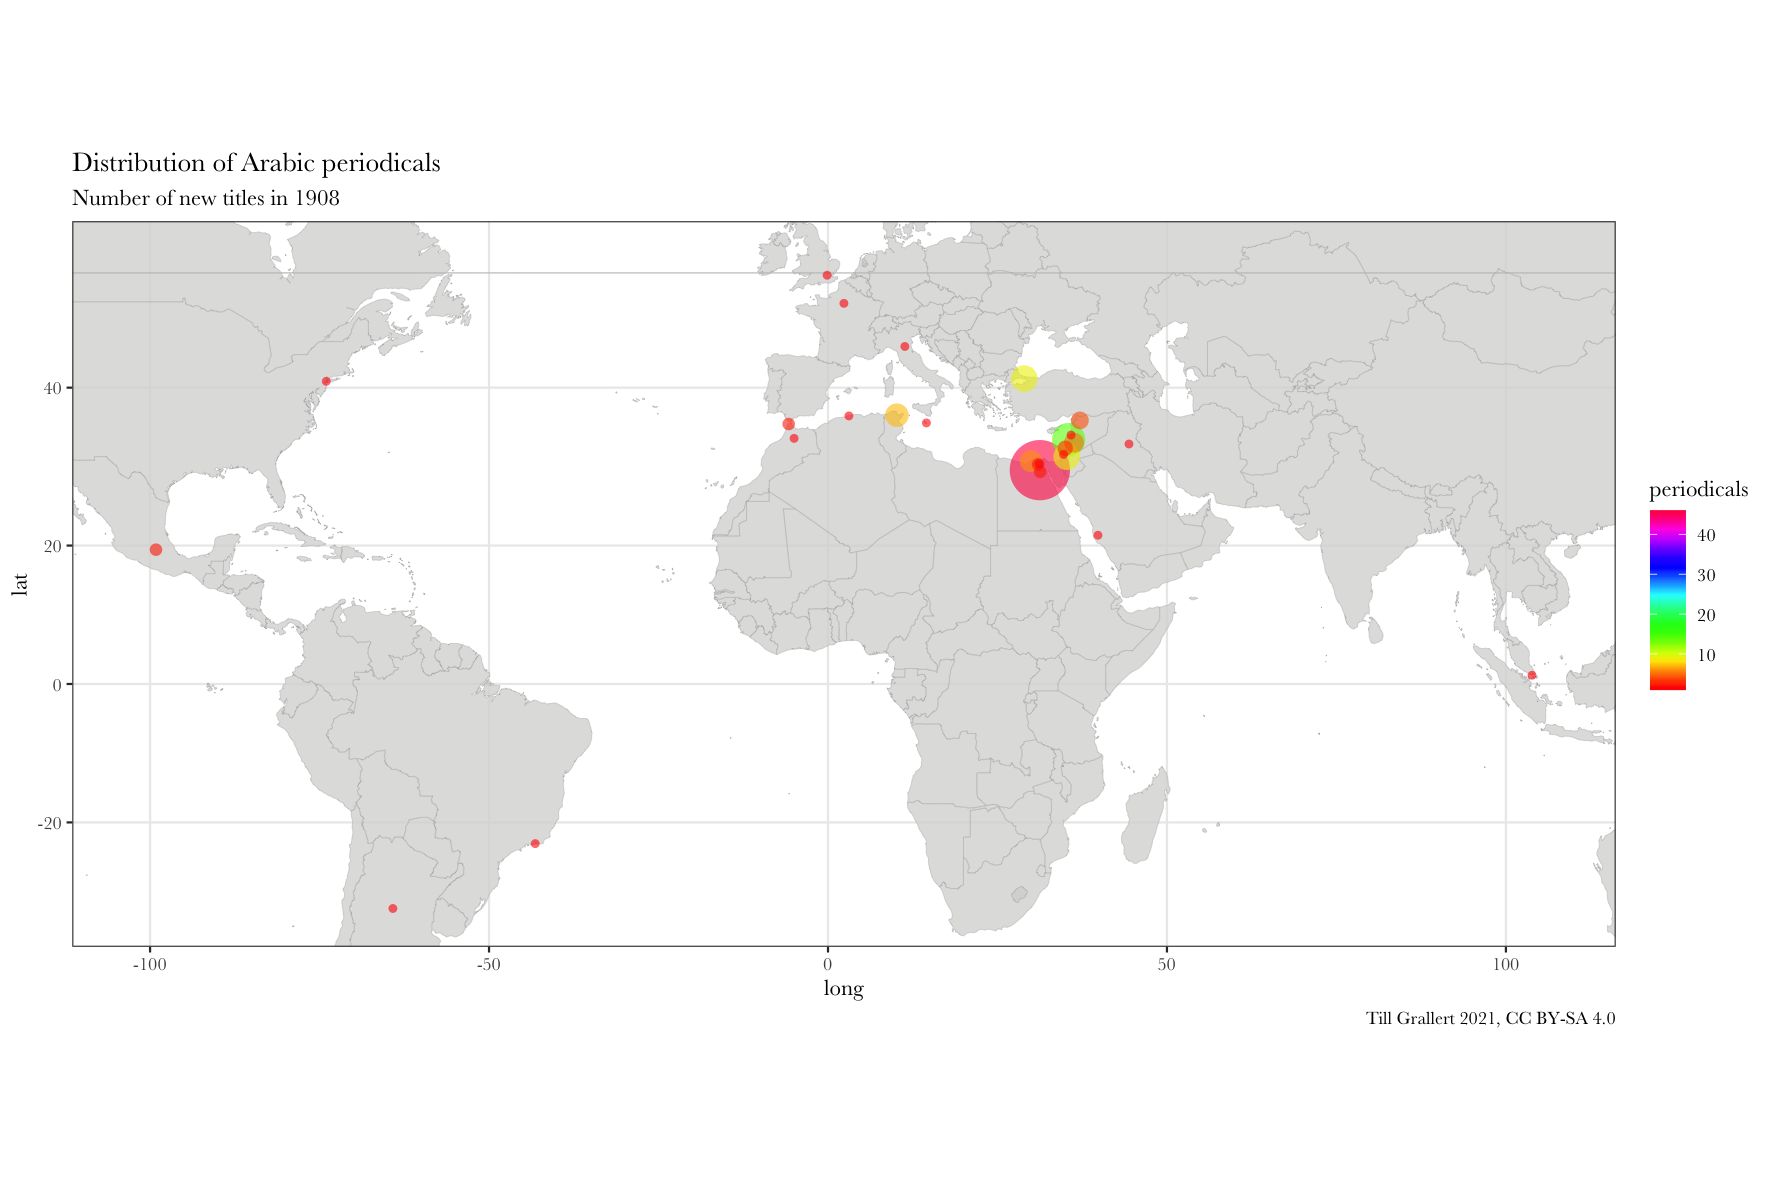 Distribution of Arabic periodicals
Number of new titles in 1908
lat
40
20
0
-20
-100
-50
0
50
100
long
periodicals
40
30
20
10
Till Grallert 2021, CC BY-SA 4.0